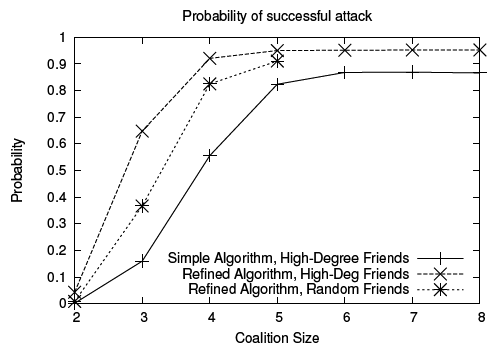 Probability of successful attack
1
0.9
0.8
0.7
0.6
0.5
0.4
0.3
0.2
0.1
0
Probability
Simple Algorithm, High-Degree Friends
Refined Algorithm, High-Deg Friends
Refined Algorithm, Random Friends
2 3 4 5 6 7 8
Coalition Size